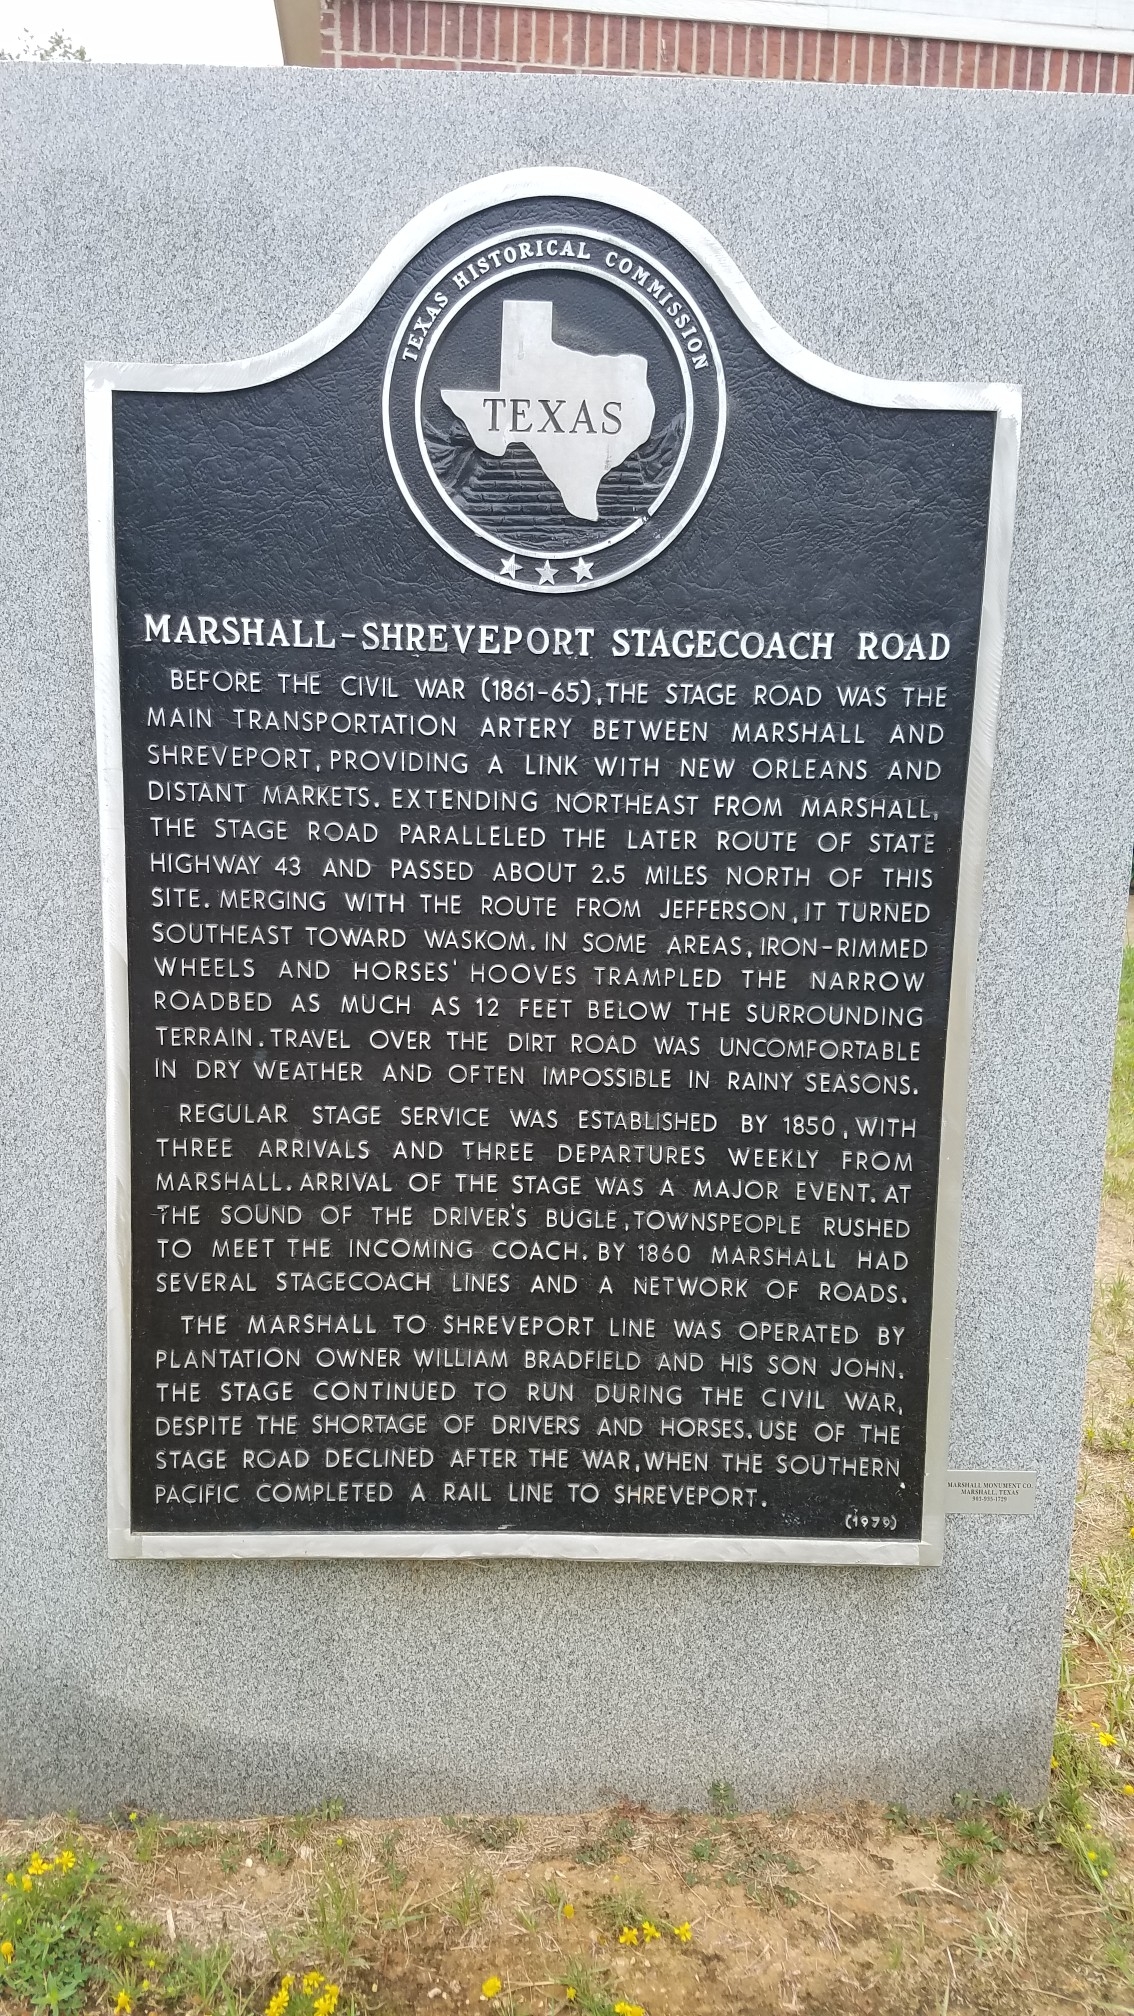 TEXAS HISTORICAL COMMISSION
TEXAS
MARSHALL-SHREVEPORT STAGECOACH ROAD
BEFORE THE CIVIL WAR (1861-65), THE STAGE ROAD WAS THE
MAIN TRANSPORTATION ARTERY BETWEEN MARSHALL AND
SHREVEPORT, PROVIDING A LINK WITH NEW ORLEANS AND
DISTANT MARKETS. EXTENDING NORTHEAST FROM MARSHALL,
THE STAGE ROAD PARALLELED THE LATER ROUTE OF STATE
HIGHWAY 43 AND PASSED ABOUT 2.5 MILES NORTH OF THIS
SITE. MERGING WITH THE ROUTE FROM JEFFERSON, IT TURNED
SOUTHEAST TOWARD WASKOM. IN SOME AREAS, IRON-RIMMED
WHEELS AND HORSES' HOOVES TRAMPLED THE NARROW
ROADBED AS MUCH AS 12 FEET BELOW THE SURROUNDING
TERRAIN. TRAVEL OVER THE DIRT ROAD WAS UNCOMFORTABLE
IN DRY WEATHER AND OFTEN IMPOSSIBLE IN RAINY SEASONS.
REGULAR STAGE SERVICE WAS ESTABLISHED BY 1850, WITH
THREE ARRIVALS AND THREE DEPARTURES WEEKLY FROM
MARSHALL. ARRIVAL OF THE STAGE WAS A MAJOR EVENT. AT
THE SOUND OF THE DRIVER'S BUGLE, TOWNSPEOPLE RUSHED
TO MEET THE INCOMING COACH. BY 1860 MARSHALL HAD
SEVERAL STAGECOACH LINES AND A NETWORK OF ROADS.
THE MARSHALL TO SHREVEPORT LINE WAS OPERATED BY
PLANTATION OWNER WILLIAM BRADFIELD AND HIS SON JOHN.
THE STAGE CONTINUED TO RUN DURING THE CIVIL WAR,
DESPITE THE SHORTAGE OF DRIVERS AND HORSES. USE OF THE
STAGE ROAD DECLINED AFTER THE WAR, WHEN THE SOUTHERN
PACIFIC COMPLETED A RAIL LINE TO SHREVEPORT.
(1979)
MARSHALL MONUMENT CO.
MARSHALL, TEXAS